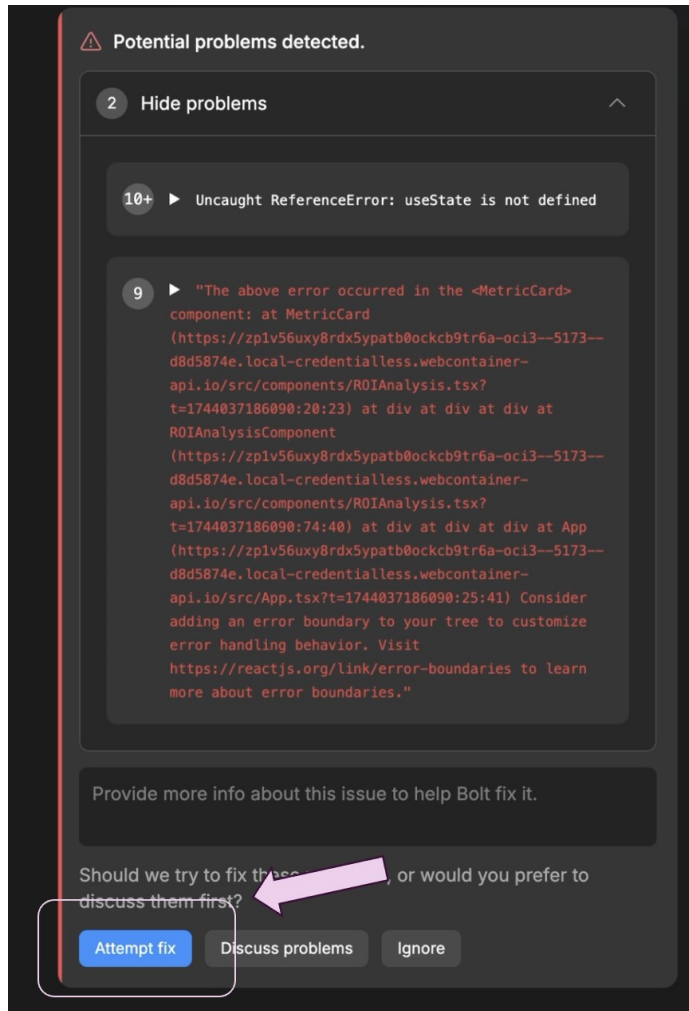 Potential problems detected.
2 Hide problems
10+ Uncaught ReferenceError: useState is not defined
9 "The above error occurred in the <MetricCard>
component: at MetricCard
(https://zp1v56uxy8rdx5ypatb0ockcb9tr6a-oci3--5173--
d8d5874e.local-credentialless.webcontainer-
api.io/src/components/ROIAnalysis.tsx?
t=1744037186090:20:23) at div at div at div at
ROIAnalysisComponent
(https://zp1v56uxy8rdx5ypatb0ockcb9tr6a-oci3--5173--
d8d5874e.local-credentialless.webcontainer-
api.io/src/components/ROIAnalysis.tsx?
t=1744037186090:74:40) at div at div at div at App
(https://zp1v56uxy8rdx5ypatb0ockcb9tr6a-oci3--5173--
d8d5874e.local-credentialless.webcontainer-
api.io/src/App.tsx?t=1744037186090:25:41) Consider
adding an error boundary to your tree to customize
error handling behavior. Visit
https://reactjs.org/link/error-boundaries to learn
more about error boundaries."
Provide more info about this issue to help Bolt fix it.
Should we try to fix these , or would you prefer to
discuss them first?
Attempt fix Discuss problems Ignore